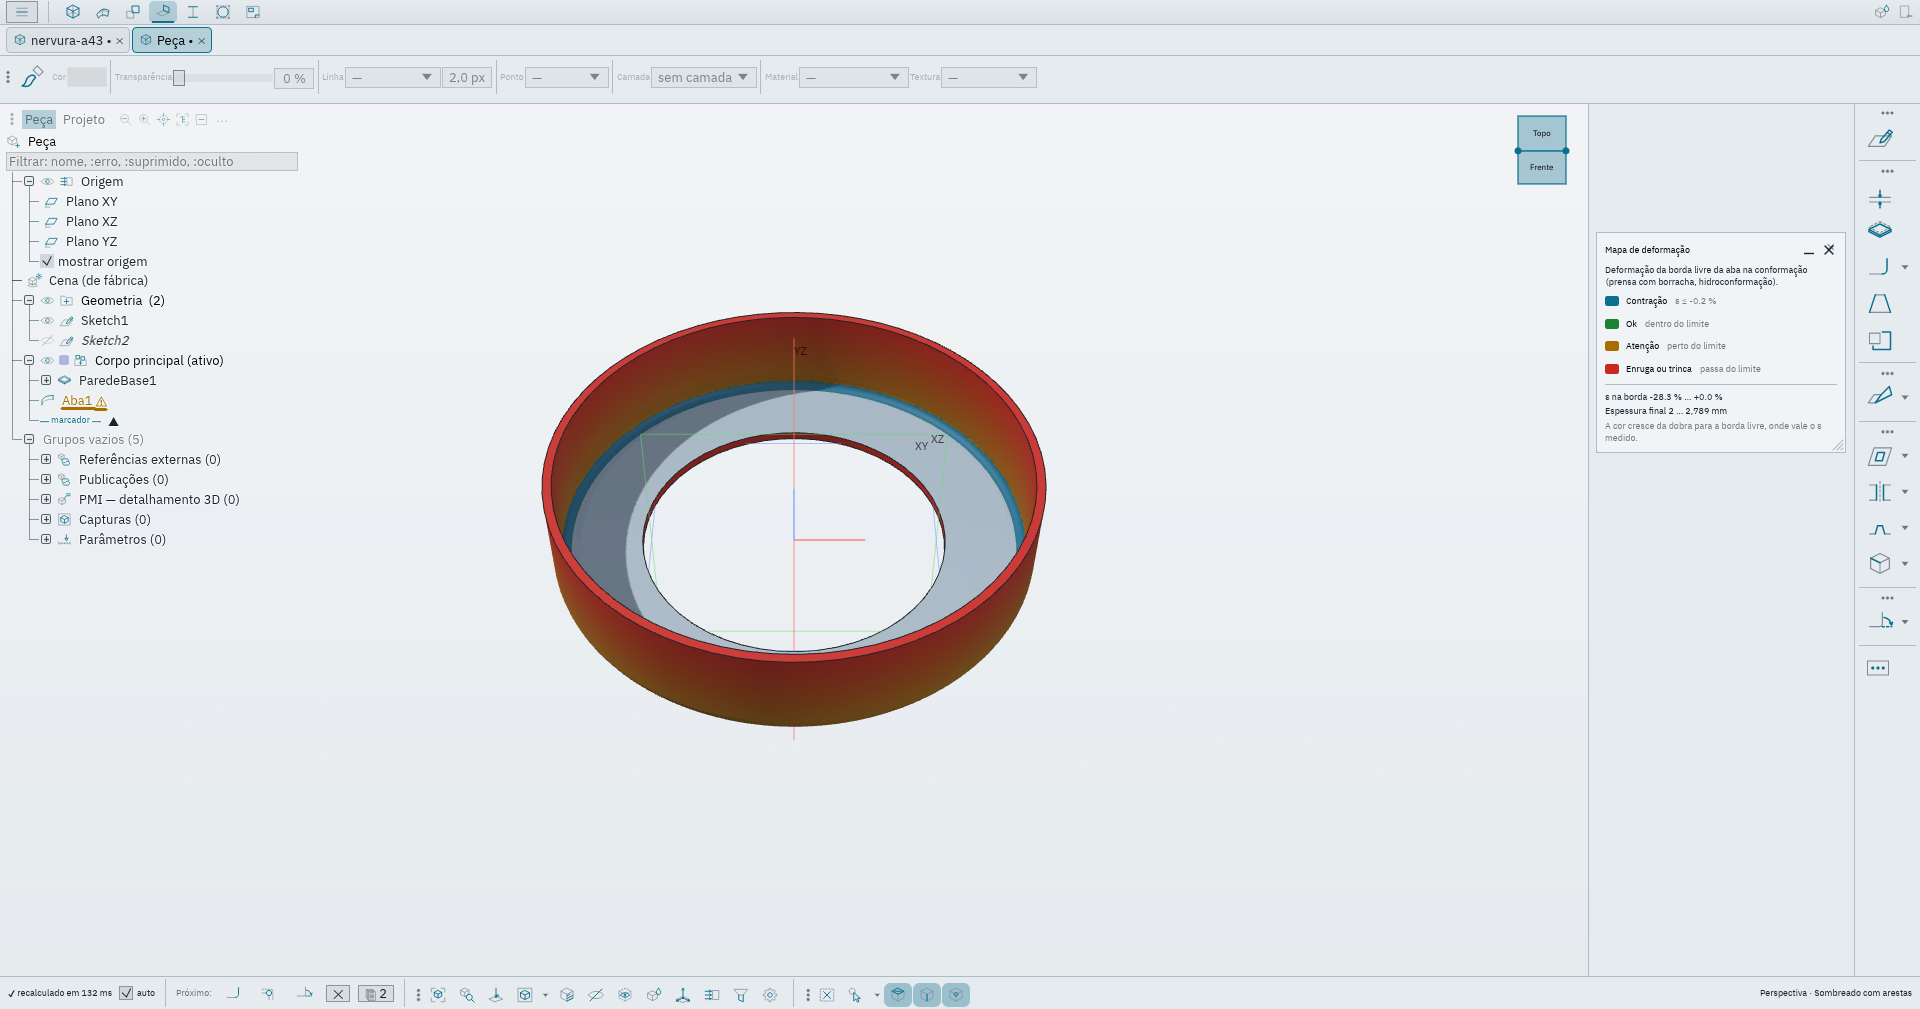 nervura-a43 • ×
Peça • ×
Cor
Transparência
0 %
Linha
—
2,0 px
Ponto
—
Camada
sem camada
Material
—
Textura
—
Peça
Projeto
Peça
Filtrar: nome, :erro, :suprimido, :oculto
Origem
Plano XY
Plano XZ
Plano YZ
mostrar origem
Cena (de fábrica)
Geometria (2)
Sketch1
Sketch2
Corpo principal (ativo)
ParedeBase1
Aba1
marcador
Grupos vazios (5)
Referências externas (0)
Publicações (0)
PMI — detalhamento 3D (0)
Capturas (0)
Parâmetros (0)
YZ
XZ
XY
Topo
Frente
Mapa de deformação
Deformação da borda livre da aba na conformação
(prensa com borracha, hidroconformação).
Contração ε ≤ -0.2 %
Ok dentro do limite
Atenção perto do limite
Enruga ou trinca passa do limite
ε na borda -28.3 % … +0.0 %
Espessura final 2 … 2,789 mm
A cor cresce da dobra para a borda livre, onde vale o ε
medido.
✓ recalculado em 132 ms
auto
Próximo:
2
Perspectiva · Sombreado com arestas